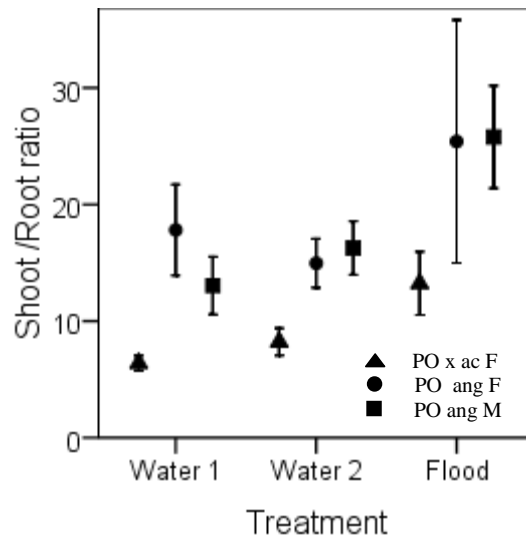 Shoot /Root ratio
30
20
10
0
PO x ac F
PO ang F
PO ang M
Water 1
Water 2
Flood
Treatment